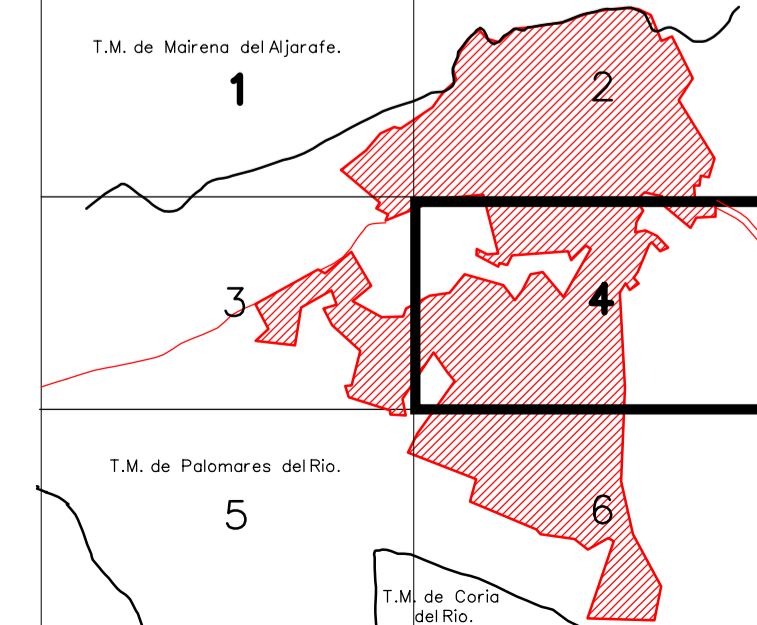 T.M. de Mairena del Aljarafe.
1
2
3
4
T.M. de Palomares del Rio.
5
6
T.M. de Coria
del Rio.